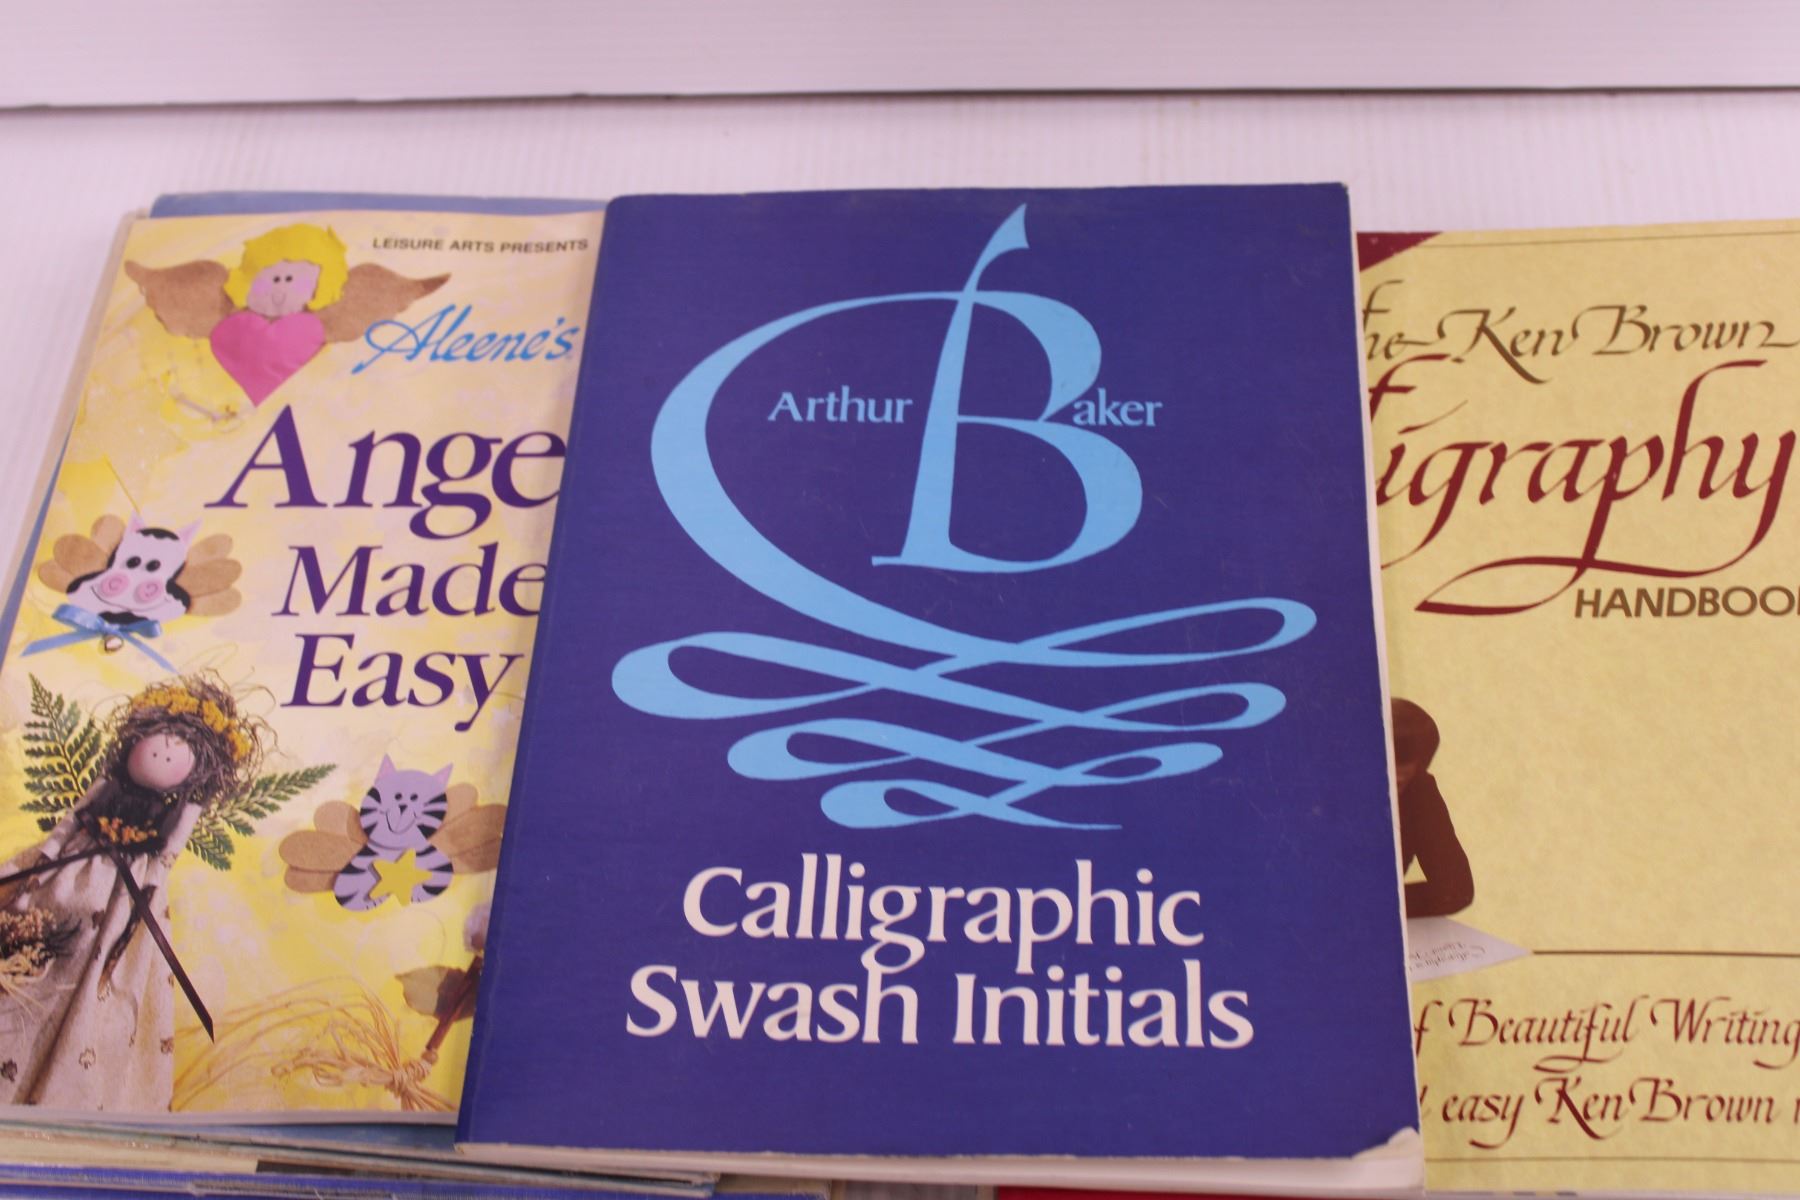 LEISURE ARTS PRESENTS
Aleene's
Ange
Made
Easy
Arthur Baker
Calligraphic
Swash Initials
he Ken Brown
igraphy
HANDBOO
f Beautiful Writing
easy Ken Brown